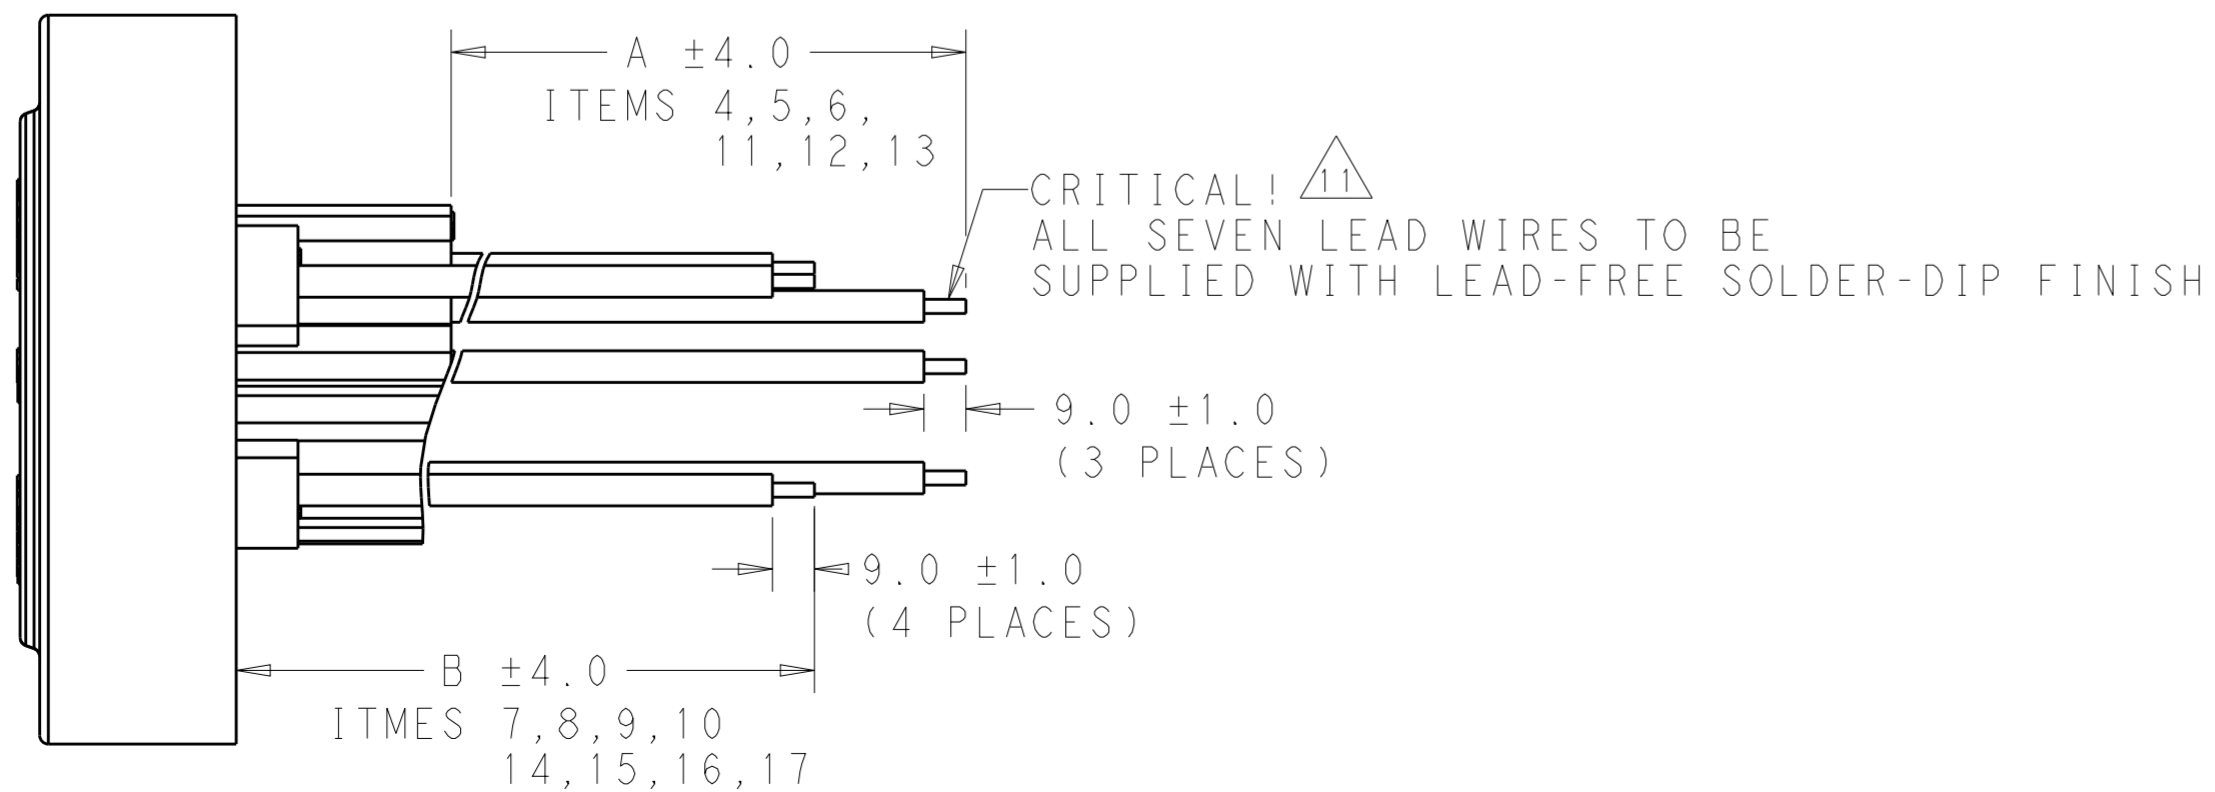 A ±4.0
ITEMS 4,5,6,
11,12,13
CRITICAL! 11
ALL SEVEN LEAD WIRES TO BE
SUPPLIED WITH LEAD-FREE SOLDER-DIP FINISH
9.0 ±1.0
(3 PLACES)
9.0 ±1.0
(4 PLACES)
B ±4.0
ITMES 7,8,9,10
14,15,16,17